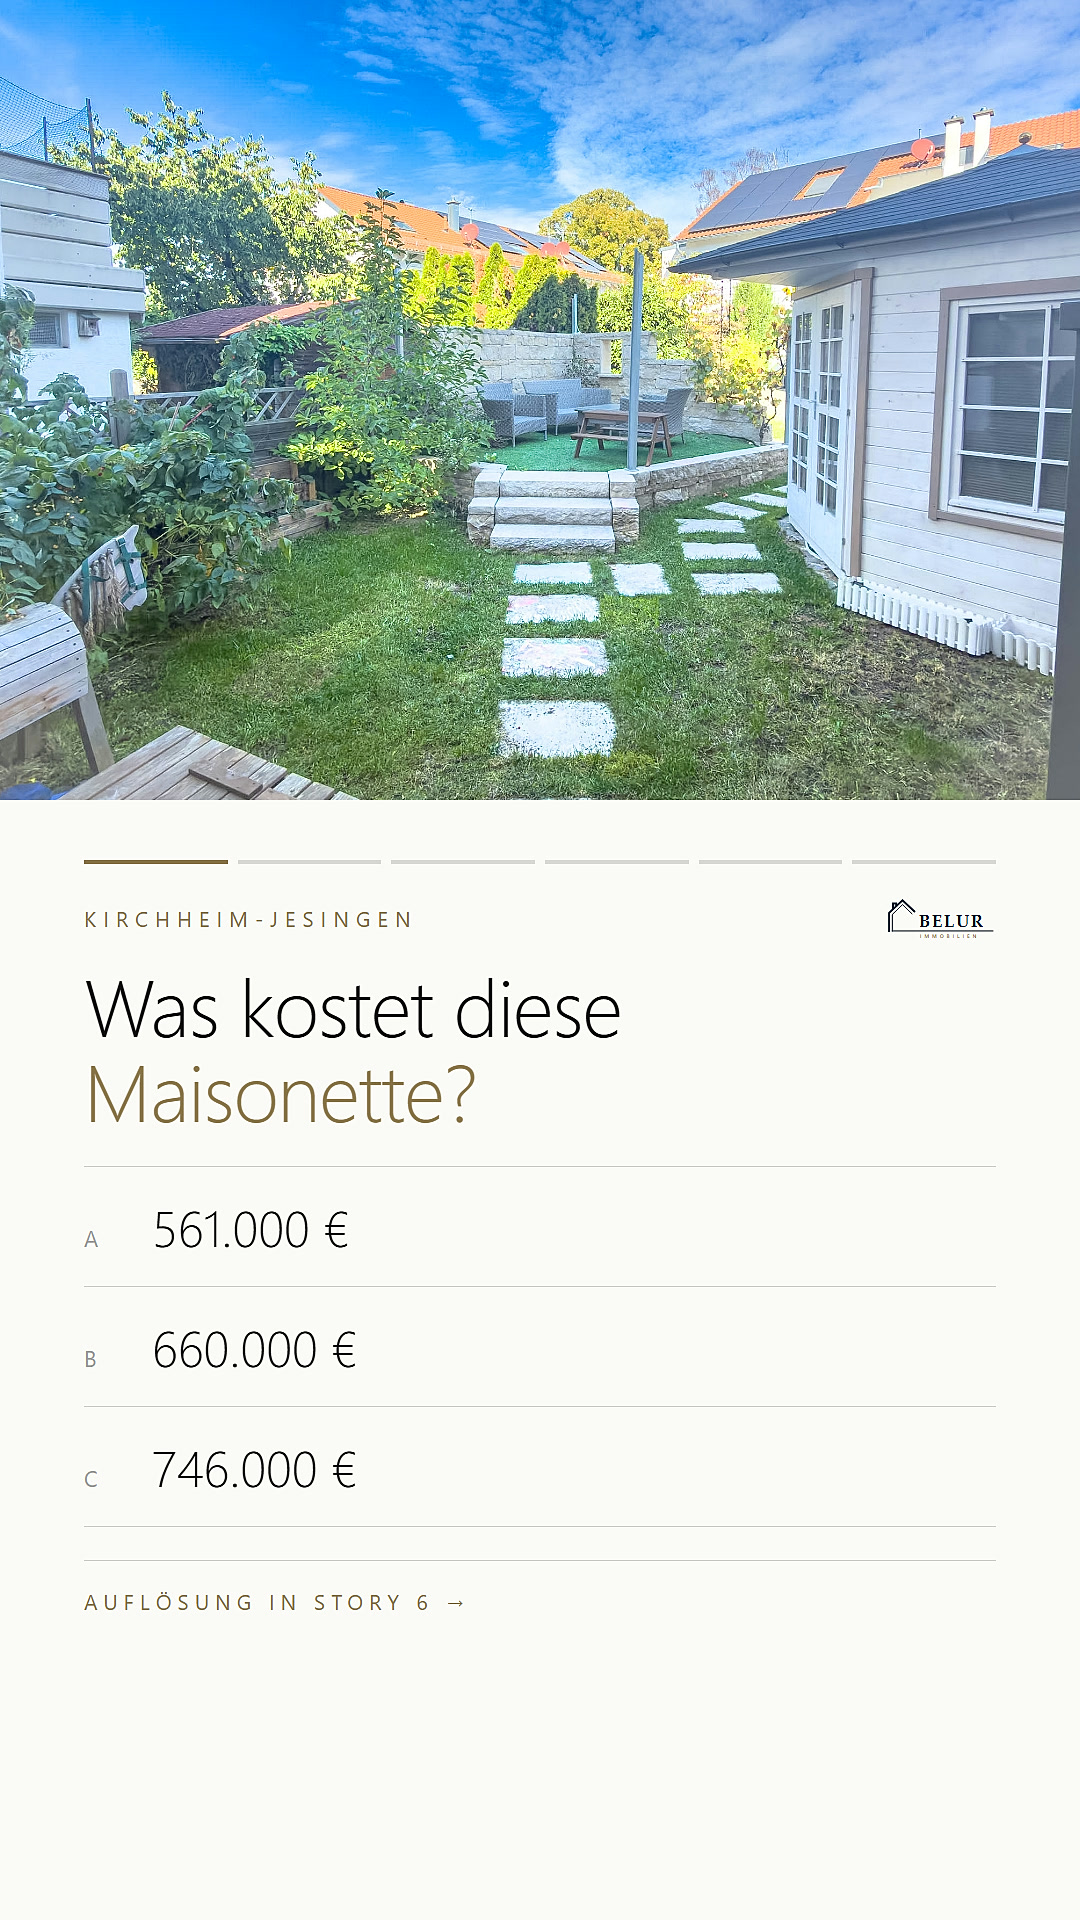 KIRCHHEIM-JESINGEN
BELUR
IMMOBILIEN
Was kostet diese
Maisonette?
A 561.000 €
B 660.000 €
C 746.000 €
AUFLÖSUNG IN STORY 6 →